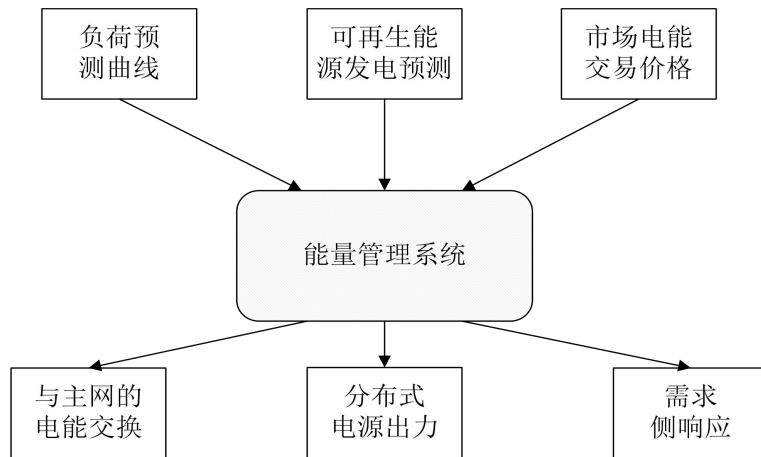 负荷预
测曲线
可再生能
源发电预测
市场电能
交易价格
能量管理系统
与主网的
电能交换
分布式
电源出力
需求
侧响应